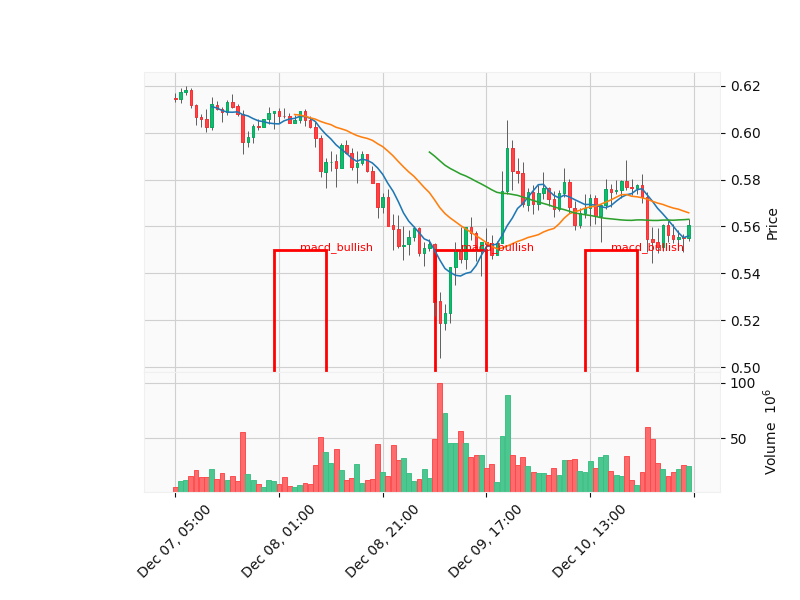 0.62
0.60
0.58
0.56
0.54
0.52
0.50
Price
macd_bullish
macd_bullish
macd_bullish
100
50
Volume 10^6
Dec 07, 05:00
Dec 08, 01:00
Dec 08, 21:00
Dec 09, 17:00
Dec 10, 13:00